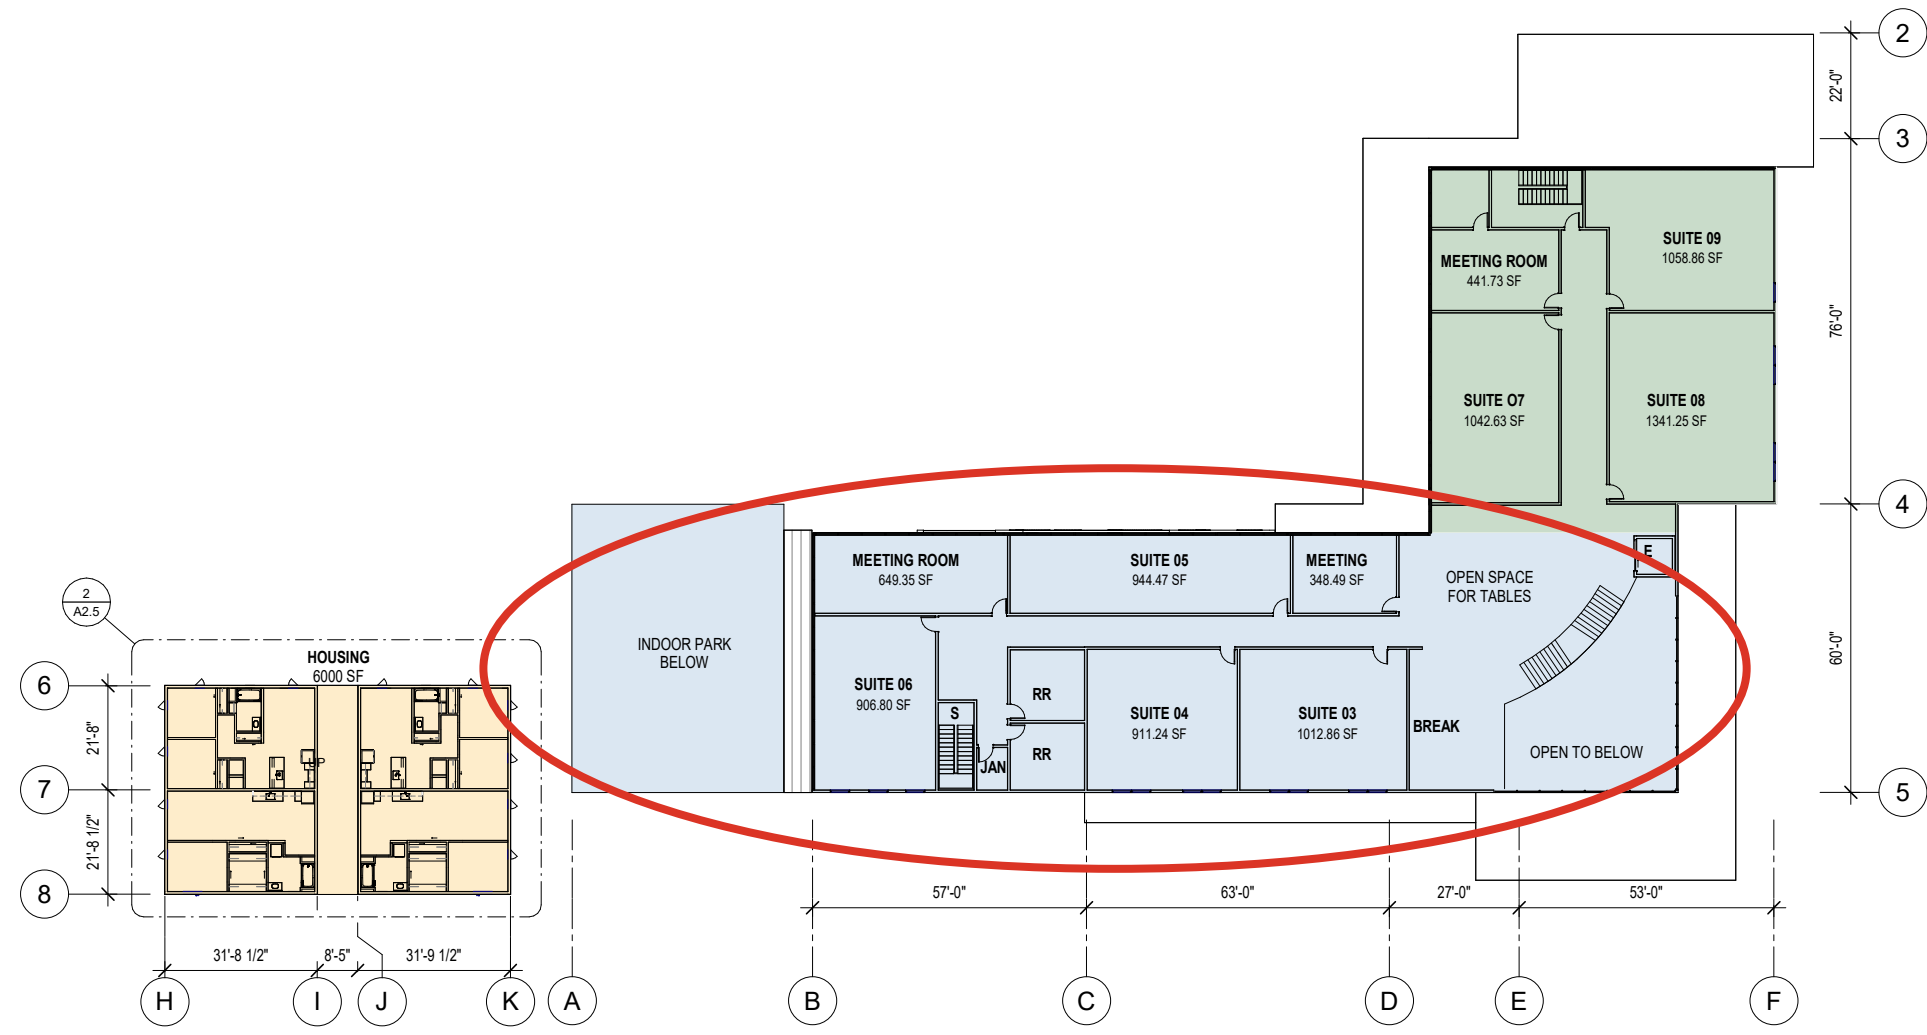 2
22'-0"
3
SUITE 09
1058.86 SF
MEETING ROOM
441.73 SF
76'-0"
SUITE O7
1042.63 SF
SUITE 08
1341.25 SF
4
MEETING ROOM
649.35 SF
SUITE 05
944.47 SF
MEETING
348.49 SF
OPEN SPACE
FOR TABLES
E
2
A2.5
INDOOR PARK
BELOW
HOUSING
6000 SF
60'-0"
6
SUITE 06
906.80 SF
RR
S
SUITE 04
911.24 SF
SUITE 03
1012.86 SF
BREAK
21'-8"
UP
RR
JAN
OPEN TO BELOW
7
5
21'-8 1/2"
8
57'-0"
63'-0"
27'-0"
53'-0"
31'-8 1/2"
8'-5"
31'-9 1/2"
H
I
J
K
A
B
C
D
E
F